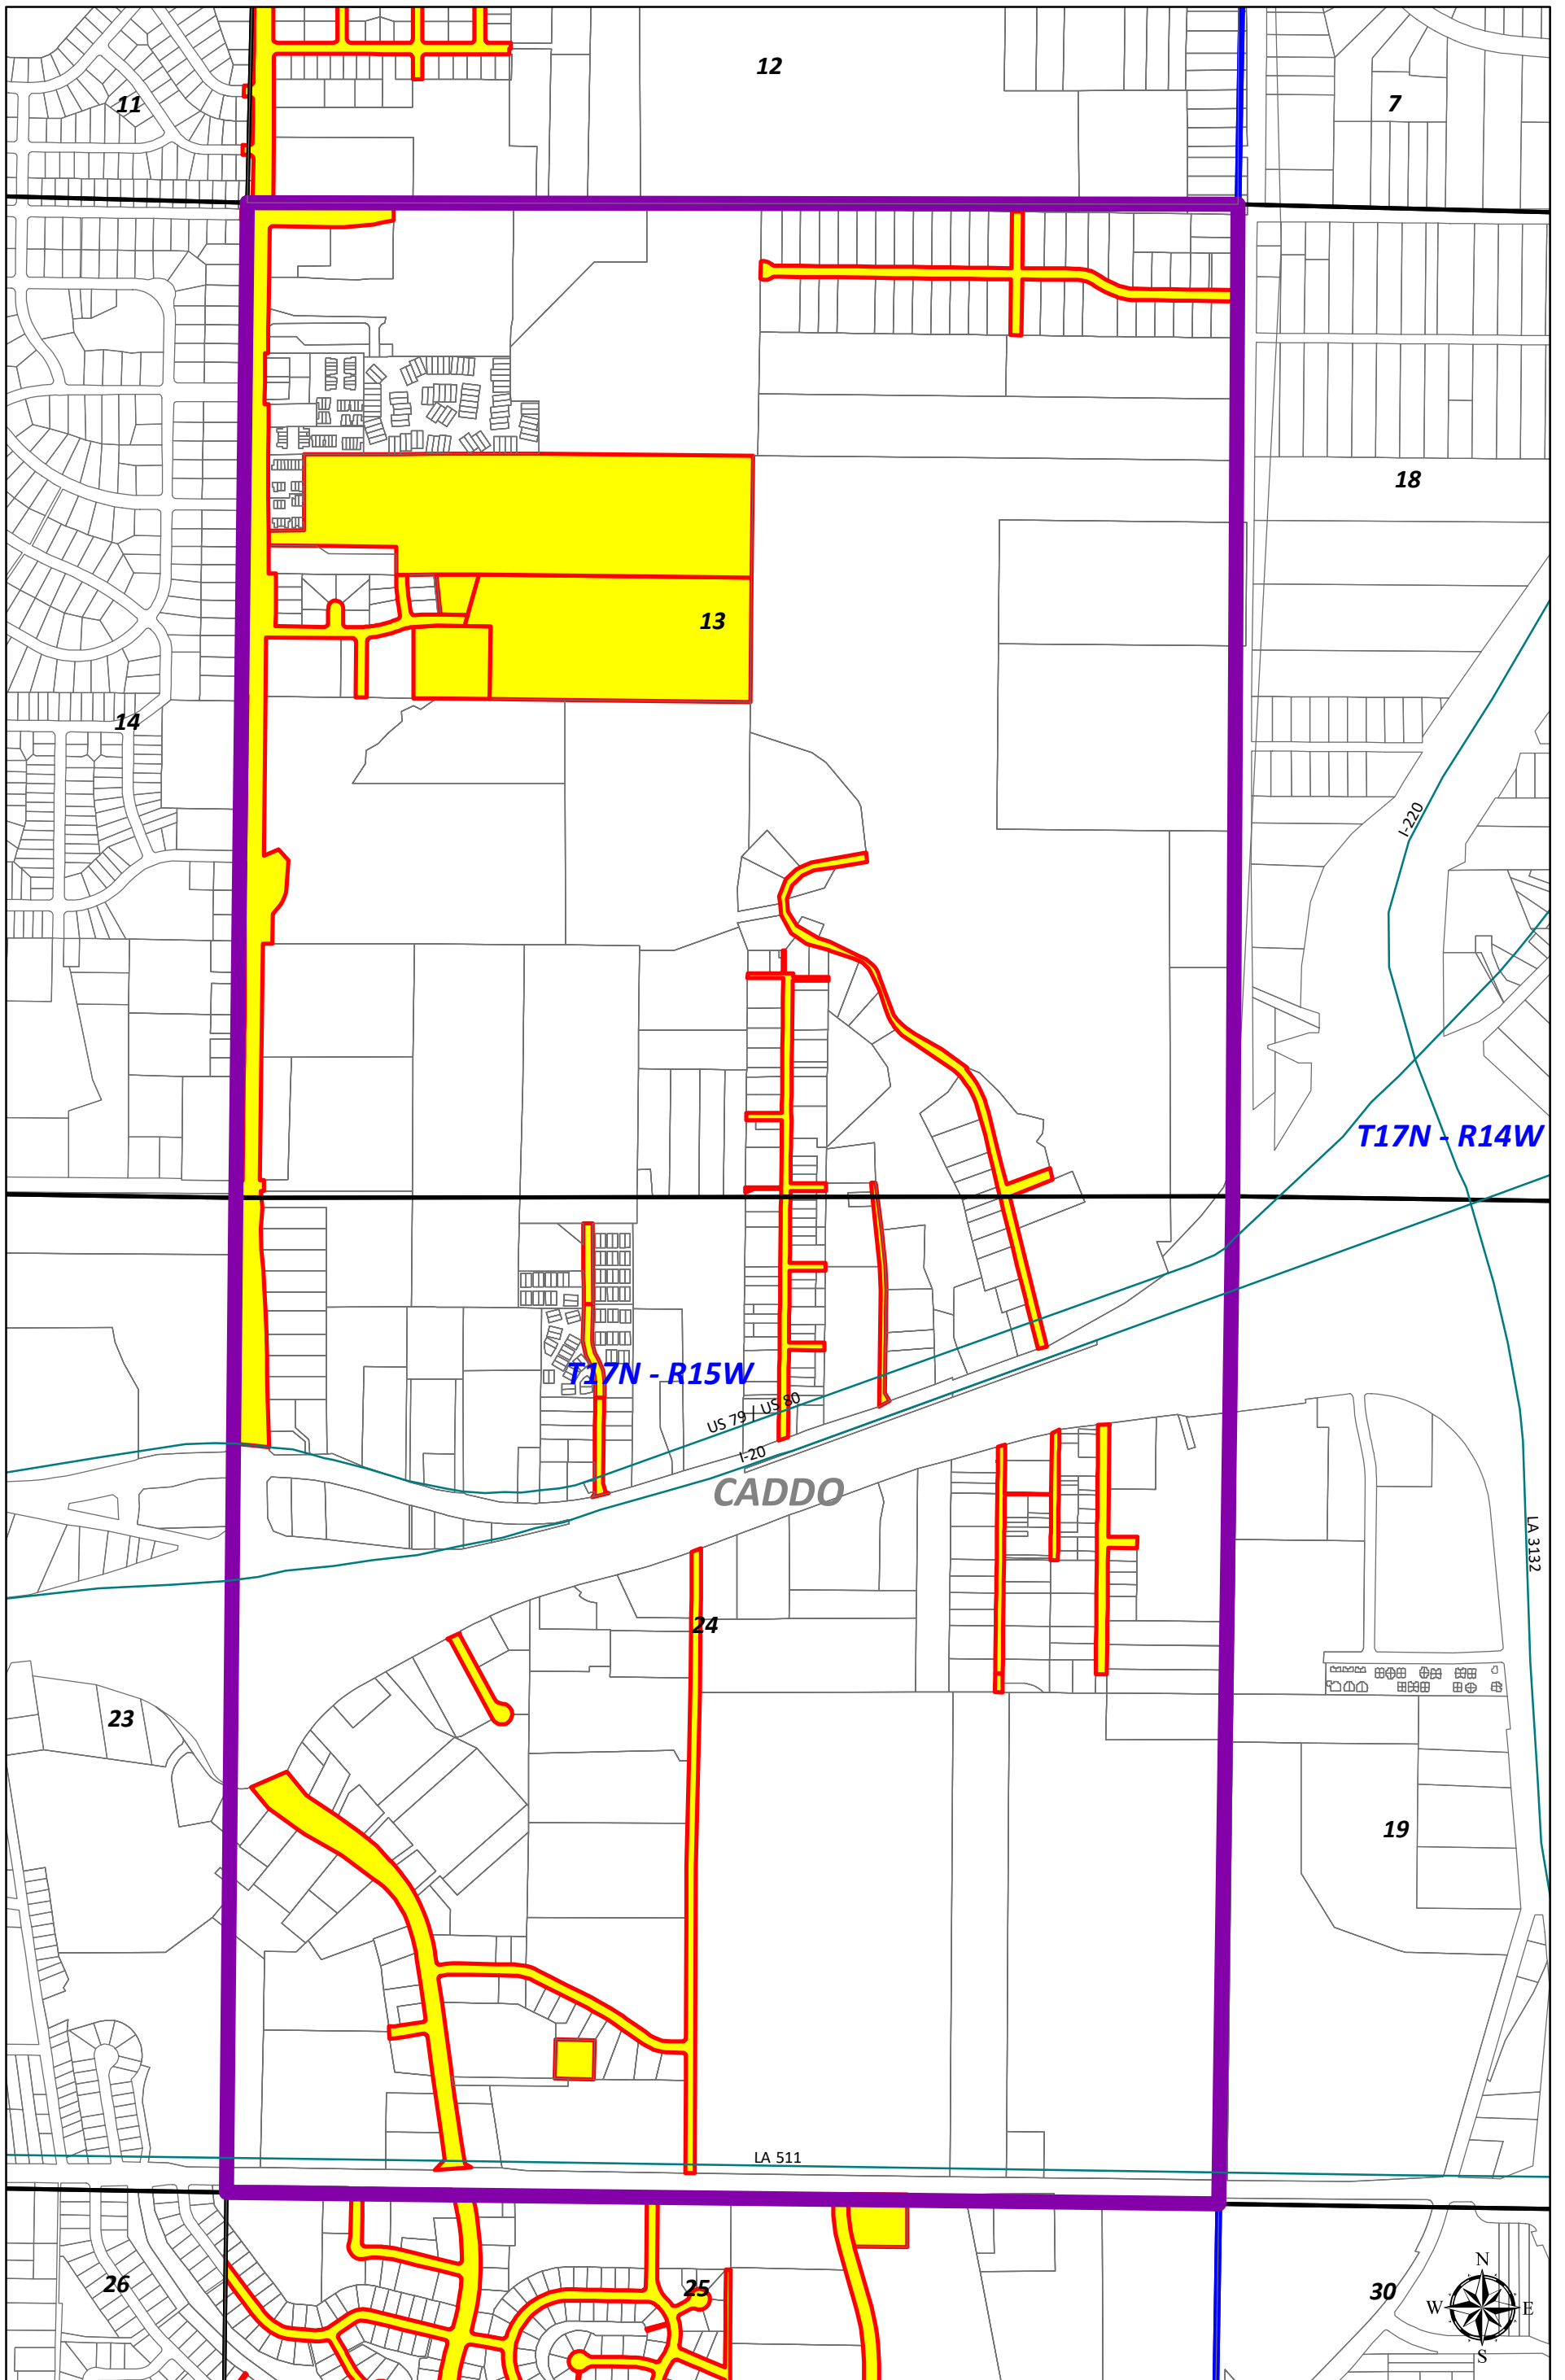 12
7
11
18
13
14
I-220
T17N - R14W
T17N - R15W
US 79 / US 80
I-20
CADDO
LA 3132
24
23
19
LA 511
N
25
26
30
W
E
S